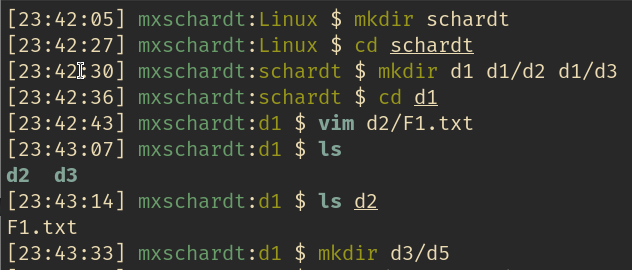 [23:42:05] mxschardt:Linux $ mkdir schardt
[23:42:27] mxschardt:Linux $ cd schardt
[23:42:30] mxschardt:schardt $ mkdir d1 d1/d2 d1/d3
[23:42:36] mxschardt:schardt $ cd d1
[23:42:43] mxschardt:d1 $ vim d2/F1.txt
[23:43:07] mxschardt:d1 $ ls
d2  d3
[23:43:14] mxschardt:d1 $ ls d2
F1.txt
[23:43:33] mxschardt:d1 $ mkdir d3/d5